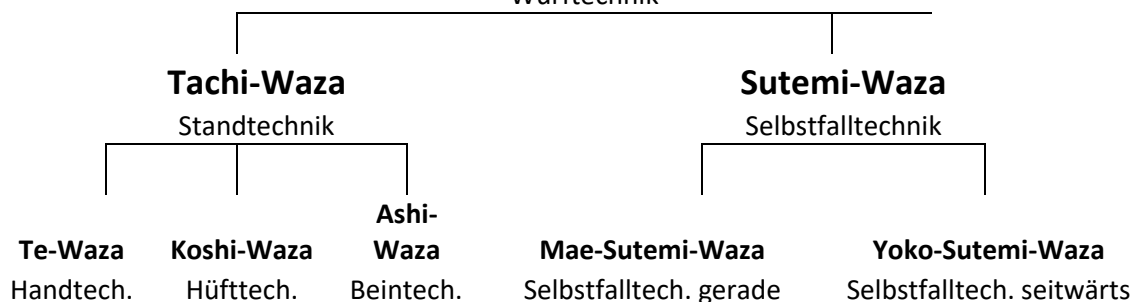 Wurftechnik
Tachi-Waza
Sutemi-Waza
Standtechnik
Selbstfalltechnik
Te-Waza
Koshi-Waza
Ashi-
Waza
Mae-Sutemi-Waza
Yoko-Sutemi-Waza
Handtech.
Hüfttech.
Beintech.
Selbstfalltech. gerade
Selbstfalltech. seitwärts